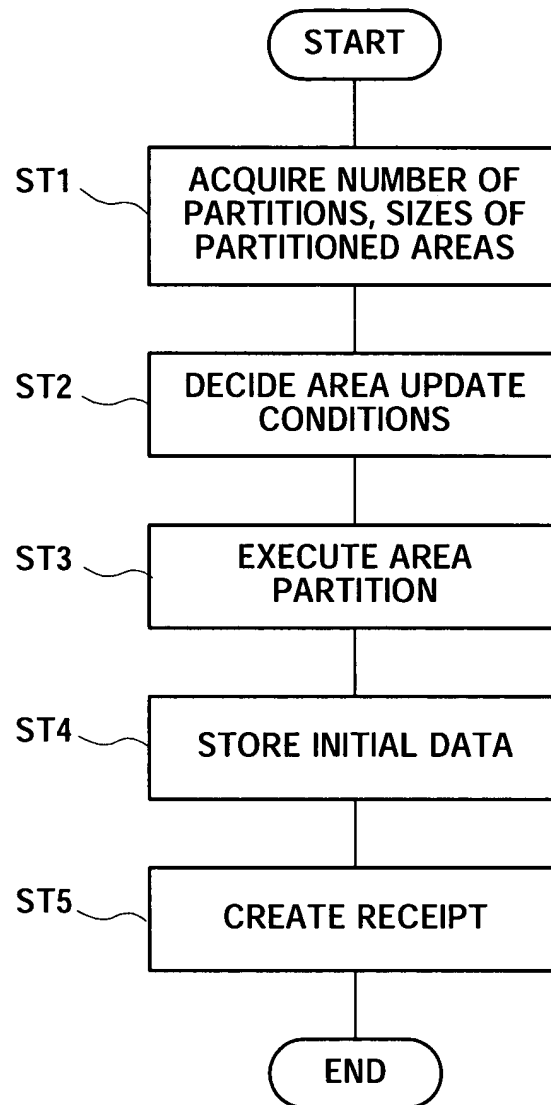 START
ST1
ACQUIRE NUMBER OF
PARTITIONS, SIZES OF
PARTITIONED AREAS
ST2
DECIDE AREA UPDATE
CONDITIONS
ST3
EXECUTE AREA
PARTITION
ST4
STORE INITIAL DATA
ST5
CREATE RECEIPT
END